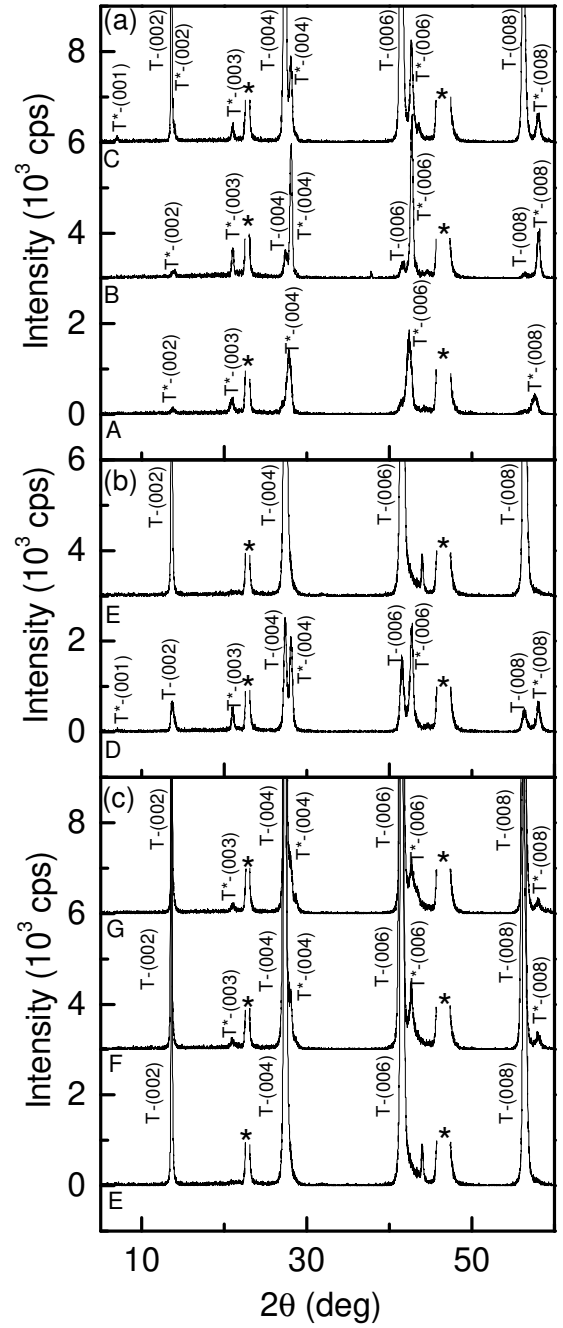 (a)
T*-(001)
T-(002)
T*-(002)
T*-(003)
*
T-(004)
T*-(004)
T-(006)
T*-(006)
*
T-(008)
T*-(008)
C
T*-(002)
T*-(003)
*
T-(004)
T*-(004)
T-(006)
T*-(006)
*
T-(008)
T*-(008)
B
T*-(002)
T*-(003)
*
T*-(004)
T*-(006)
*
T*-(008)
A
8
6
4
2
0
Intensity (10³ cps)
(b)
T-(002)
*
T-(004)
T-(006)
*
T-(008)
E
T*-(001)
T-(002)
T*-(003)
*
T-(004)
T*-(004)
T-(006)
T*-(006)
*
T-(008)
T*-(008)
D
6
4
2
0
Intensity (10³ cps)
(c)
T-(002)
T*-(003)
*
T-(004)
T*-(004)
T-(006)
T*-(006)
*
T-(008)
T*-(008)
G
T-(002)
T*-(003)
*
T-(004)
T*-(004)
T-(006)
T*-(006)
*
T-(008)
T*-(008)
F
T-(002)
*
T-(004)
T-(006)
*
T-(008)
E
8
6
4
2
0
Intensity (10³ cps)
10 30 50
2θ (deg)